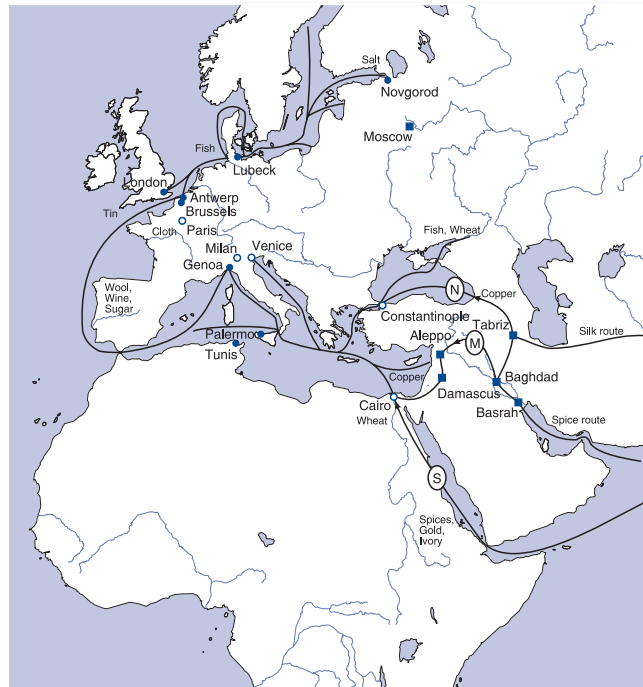 Salt
Novgorod
Moscow
Fish
Lubeck
London
Antwerp
Brussels
Tin
Cloth
Paris
Milan
Venice
Genoa
Fish, Wheat
Wool,
Wine,
Sugar
N
Copper
Constantinople
Aleppo
Tabriz
M
Silk route
Palermo
Tunis
Copper
Baghdad
Damascus
Basrah
Cairo
Wheat
Spice route
S
Spices,
Gold,
Ivory